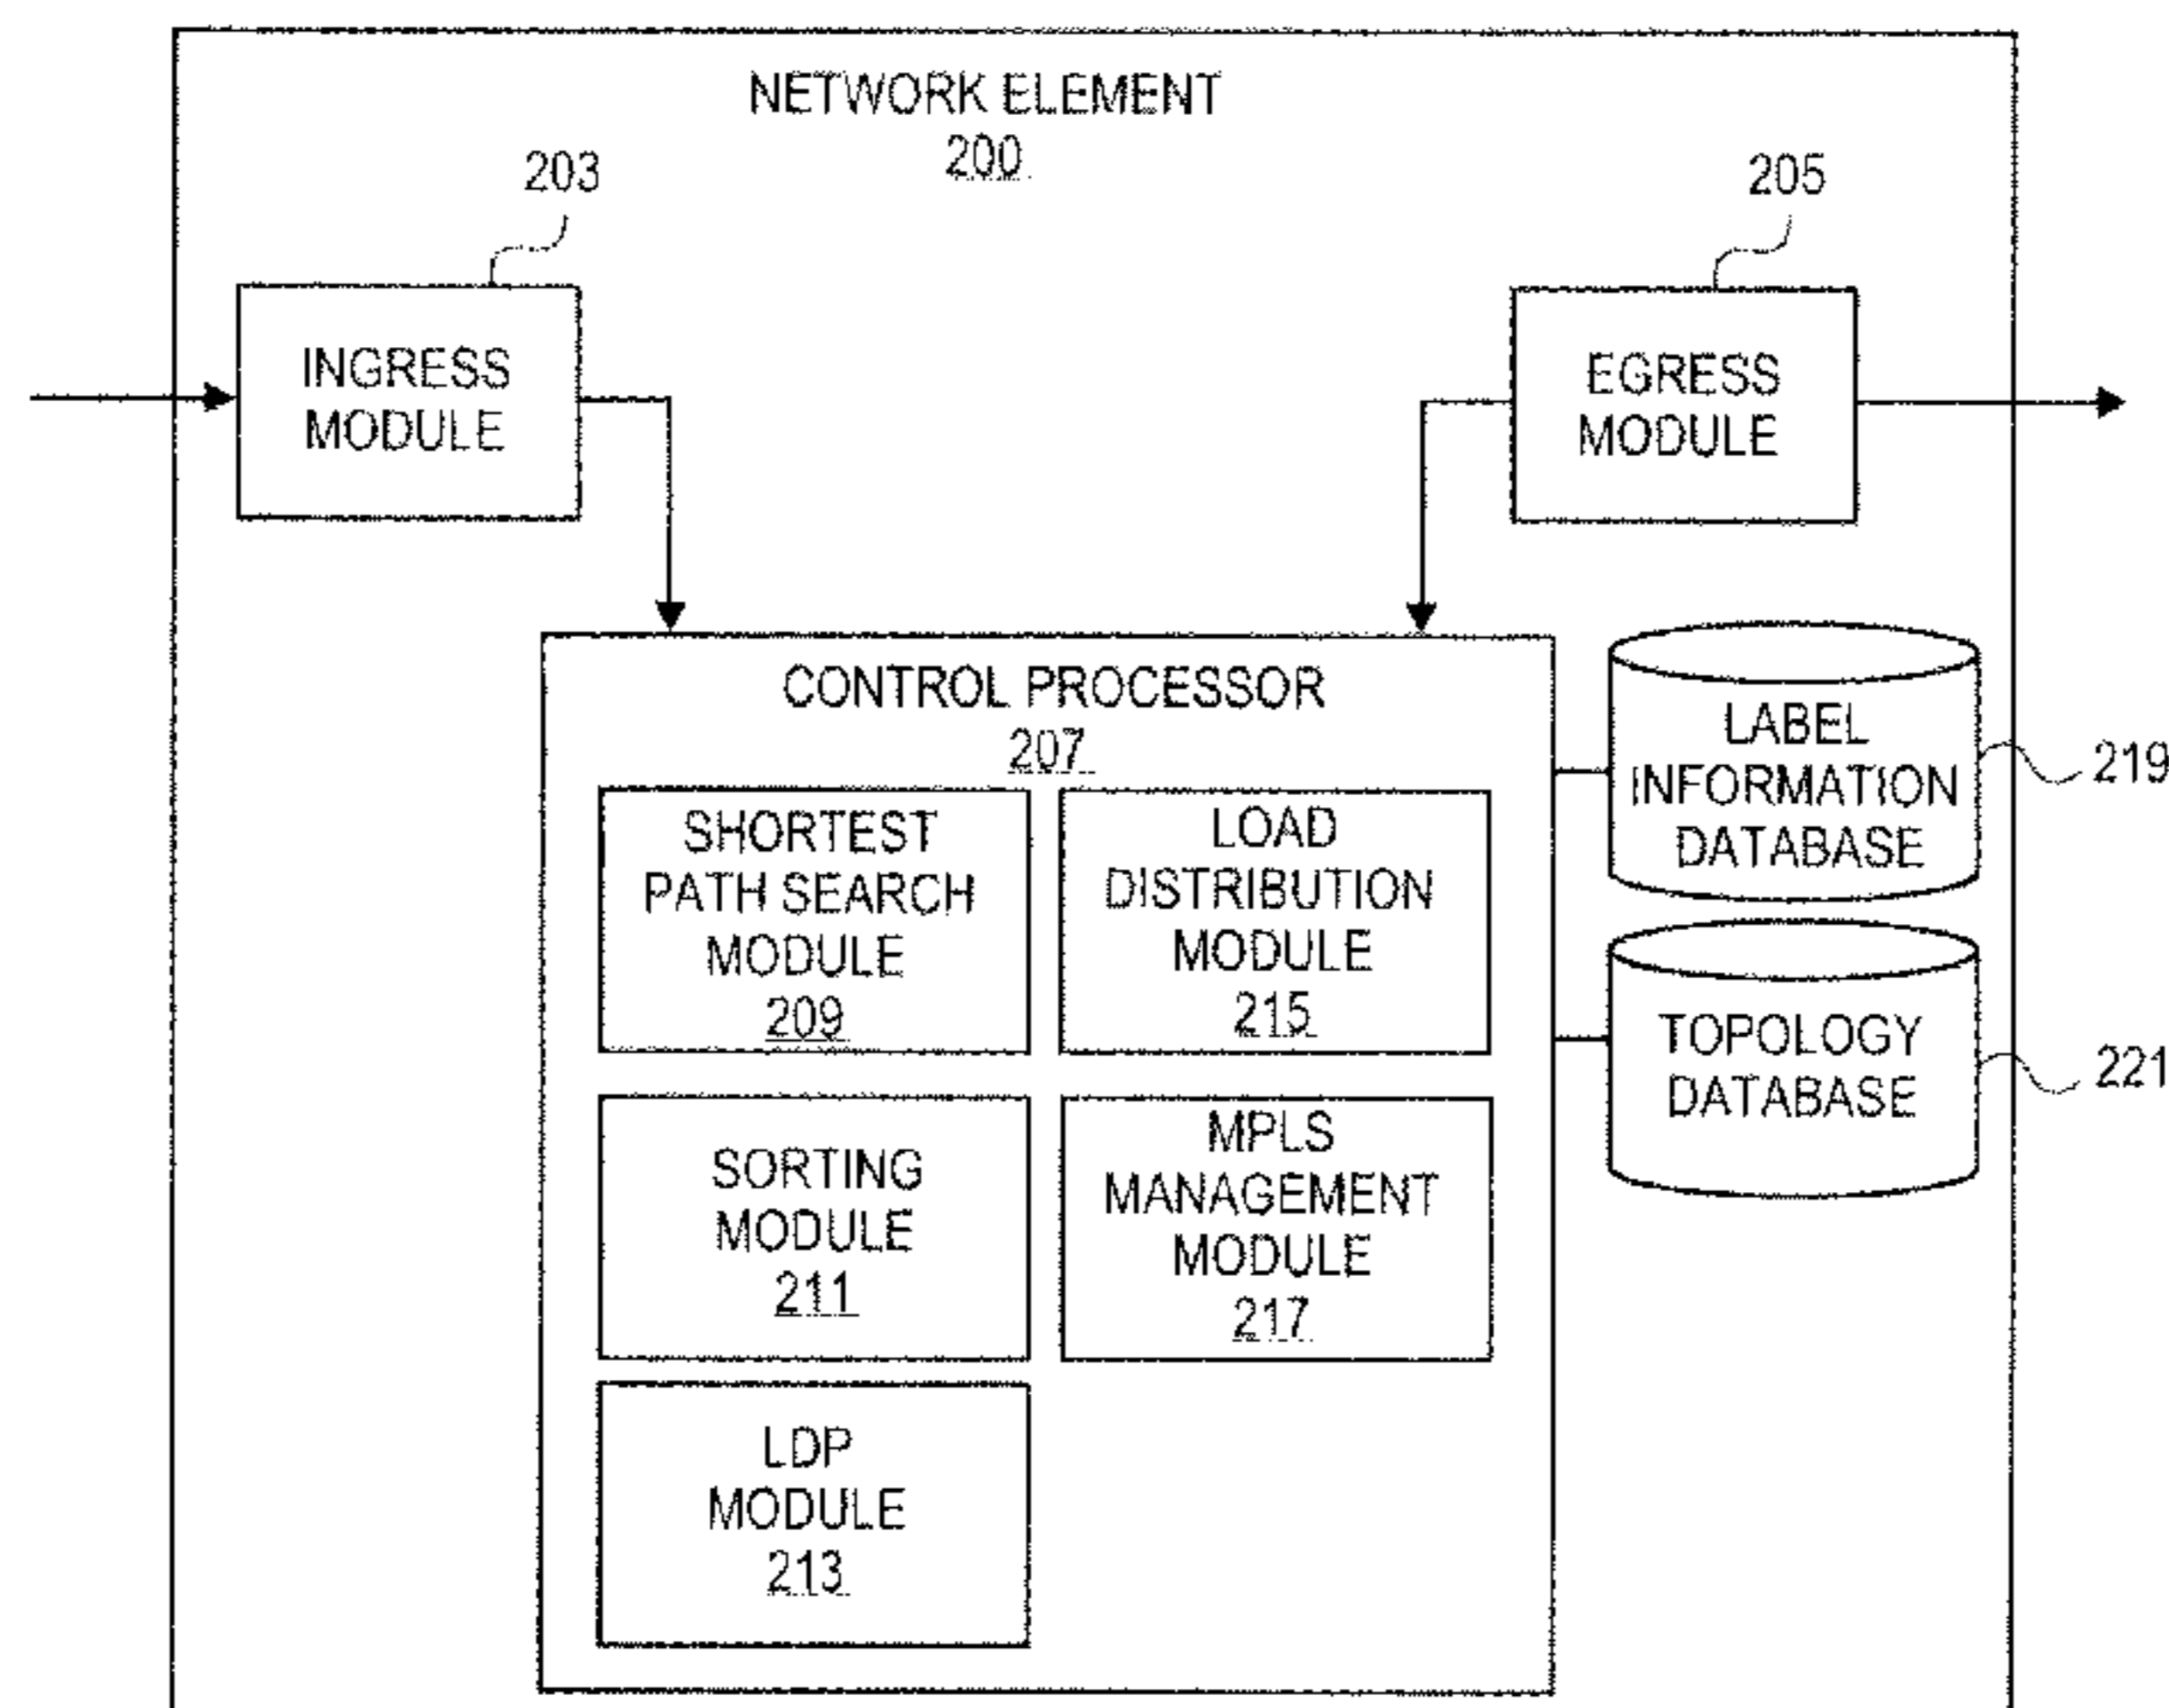 NETWORK ELEMENT
200
203
205
INGRESS
MODULE
EGRESS
MODULE
CONTROL PROCESSOR
207
SHORTEST
PATH SEARCH
MODULE
209
LOAD
DISTRIBUTION
MODULE
215
SORTING
MODULE
211
MPLS
MANAGEMENT
MODULE
217
LDP
MODULE
213
LABEL
INFORMATION
DATABASE
219
TOPOLOGY
DATABASE
221